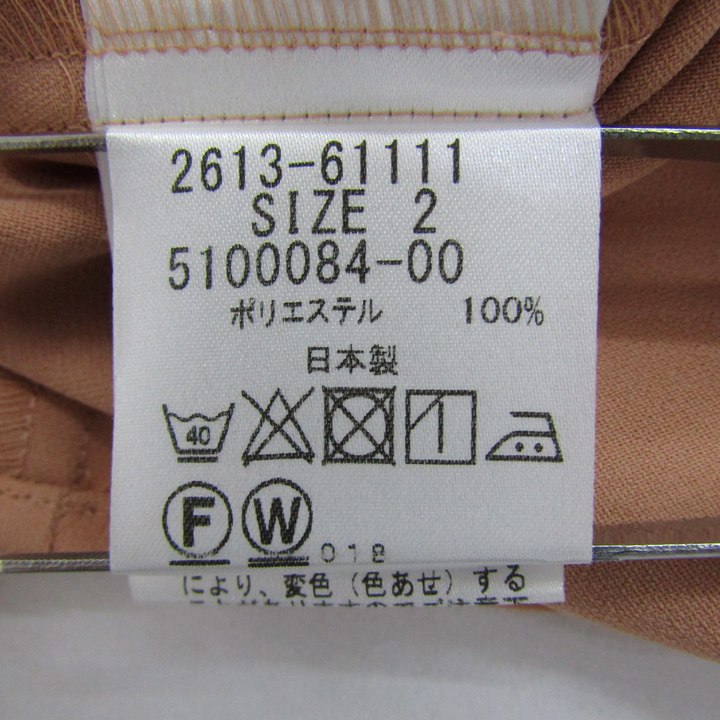 2613-61111
SIZE 2
5100084-00
ポリエステル 100%
日本製
40
F W 018
により、変色（色あせ）する